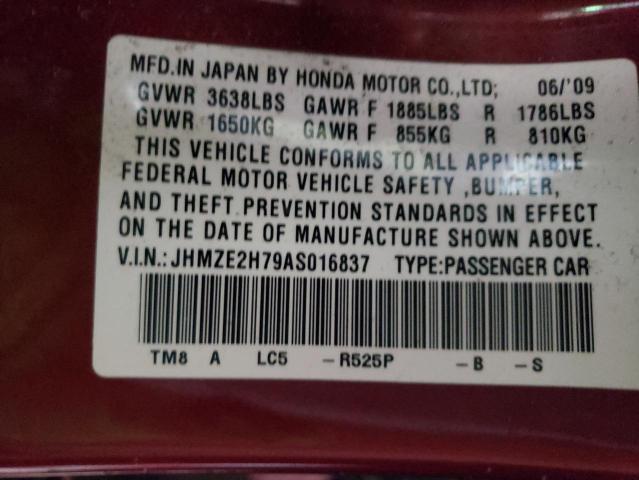 MFD.IN JAPAN BY HONDA MOTOR CO.,LTD; 06/'09
GVWR 3638LBS GAWR F 1885LBS R 1786LBS
GVWR 1650KG GAWR F 855KG R 810KG
THIS VEHICLE CONFORMS TO ALL APPLICABLE
FEDERAL MOTOR VEHICLE SAFETY ,BUMPER,
AND THEFT PREVENTION STANDARDS IN EFFECT
ON THE DATE OF MANUFACTURE SHOWN ABOVE.
V.I.N.:JHMZE2H79AS016837 TYPE:PASSENGER CAR
TM8 A LC5 -R525P -B -S